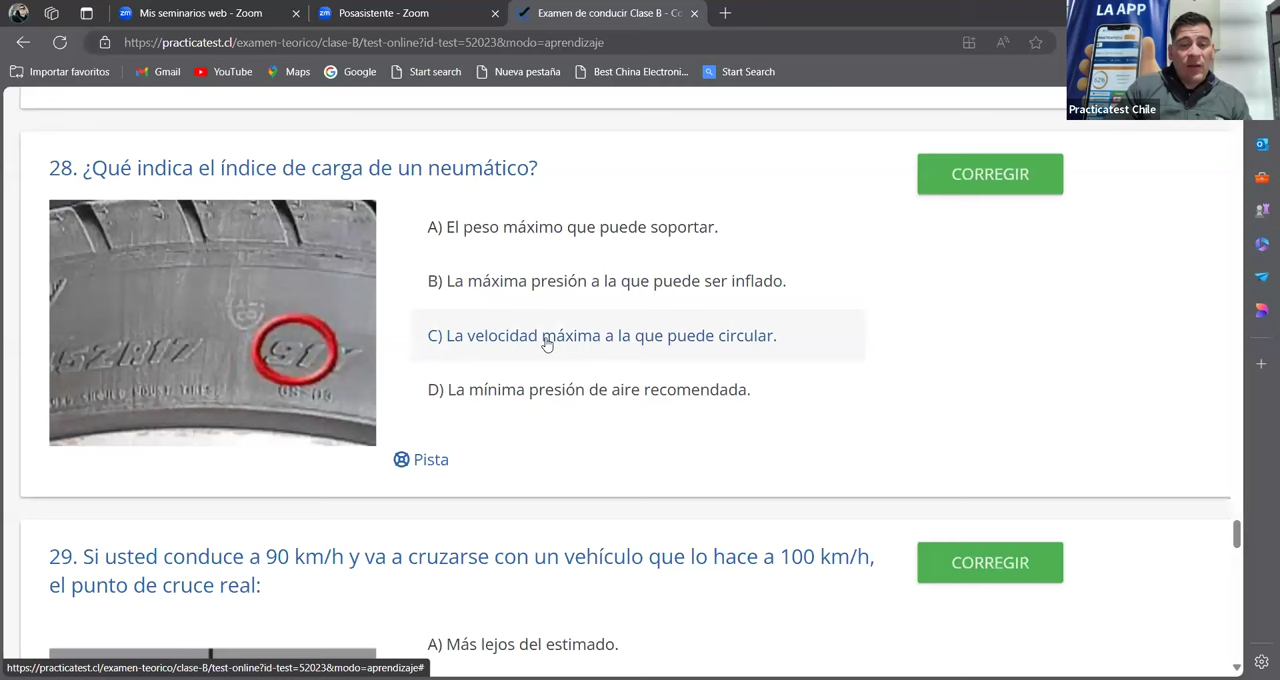 Mis seminarios web - Zoom
Posasistente - Zoom
Examen de conducir Clase B - Co
https://practicatest.cl/examen-teorico/clase-B/test-online?id-test=52023&modo=aprendizaje
Importar favoritos
Gmail
YouTube
Maps
Google
Start search
Nueva pestaña
Best China Electroni...
Start Search
LA APP
Practicatest Chile
28. ¿Qué indica el índice de carga de un neumático?
CORREGIR
A) El peso máximo que puede soportar.
B) La máxima presión a la que puede ser inflado.
C) La velocidad máxima a la que puede circular.
D) La mínima presión de aire recomendada.
91
Pista
29. Si usted conduce a 90 km/h y va a cruzarse con un vehículo que lo hace a 100 km/h,
el punto de cruce real:
CORREGIR
A) Más lejos del estimado.
https://practicatest.cl/examen-teorico/clase-B/test-online?id-test=52023&modo=aprendizaje#